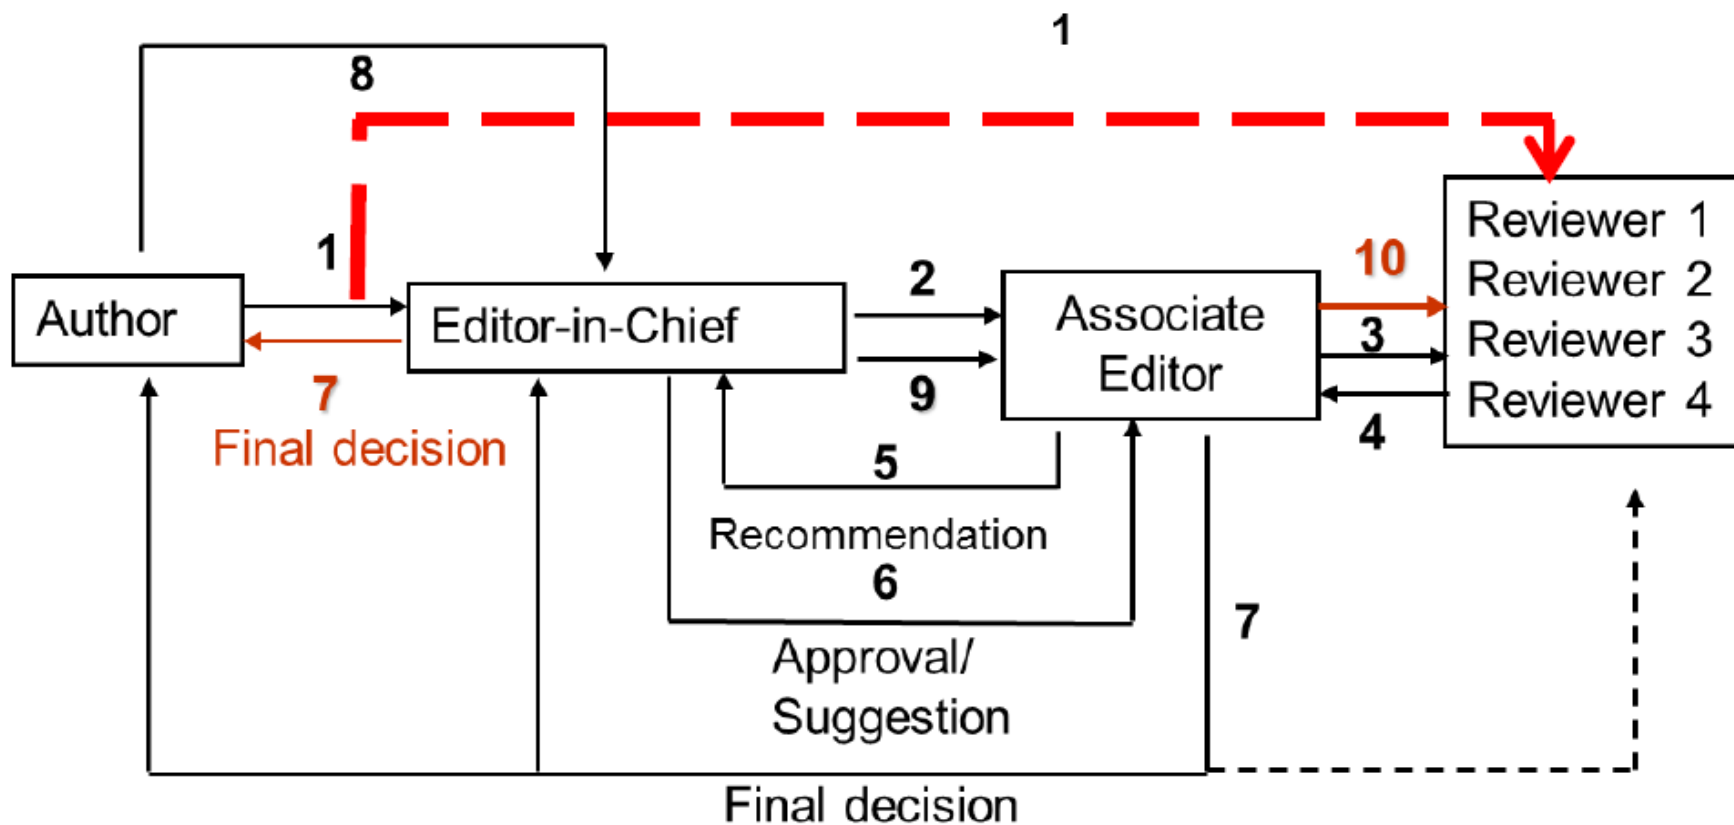 1
8
1
Author
Editor-in-Chief
7
Final decision
2
9
Associate
Editor
10
3
4
Reviewer 1
Reviewer 2
Reviewer 3
Reviewer 4
5
Recommendation
6
Approval/
Suggestion
7
Final decision